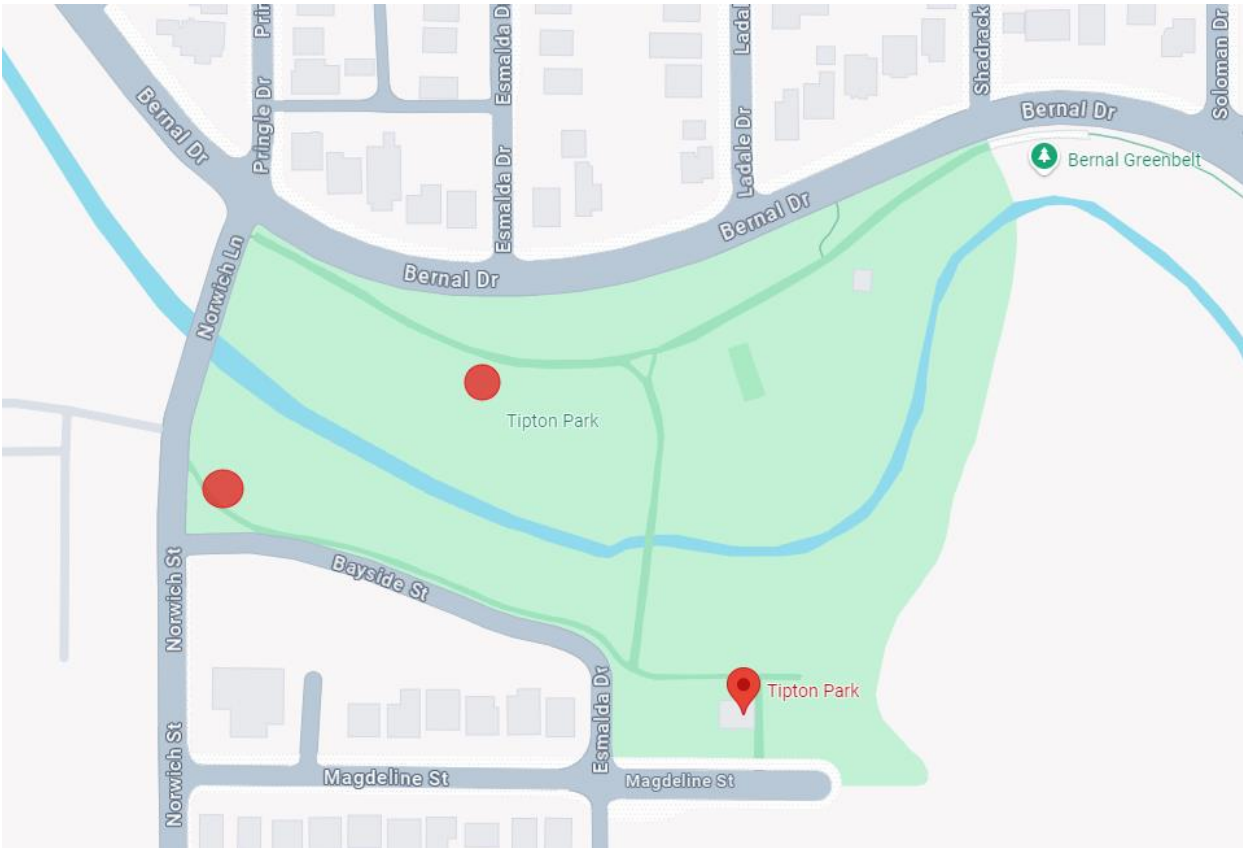 Prin
Esmalda D
Ladal
Shadrack
Soloman Dr
Bernal Dr
Pringle Dr
Esmalda Dr
Ladale Dr
Bernal Dr
Bernal Greenbelt
Bernal Dr
Norwich Ln
Bernal Dr
Tipton Park
Bayside St
Norwich St
Tipton Park
Esmalda Dr
Norwich St
Magdeline St
Magdeline St